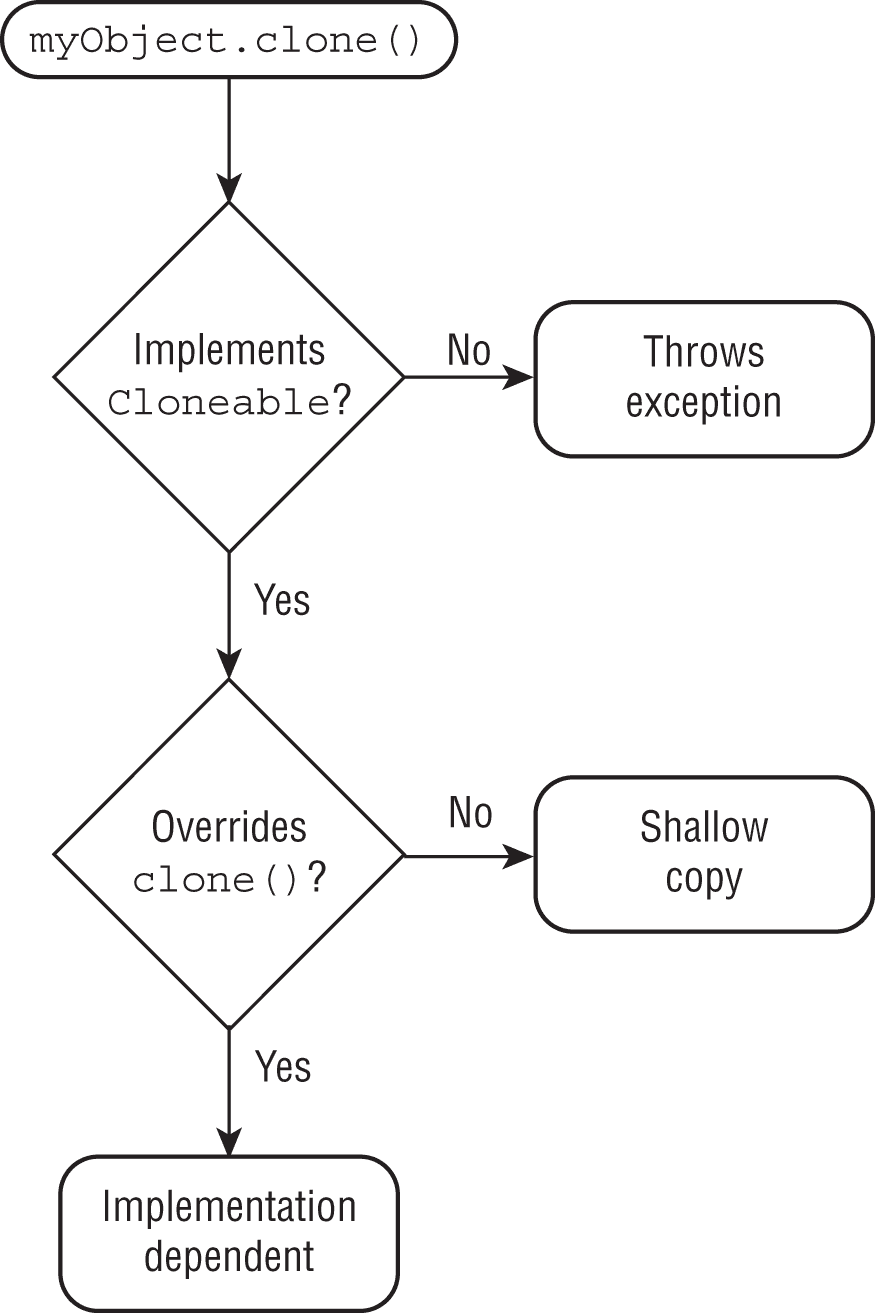 myObject.clone()
Implements
Cloneable?
No
Throws
exception
Yes
Overrides
clone()?
No
Shallow
copy
Yes
Implementation
dependent